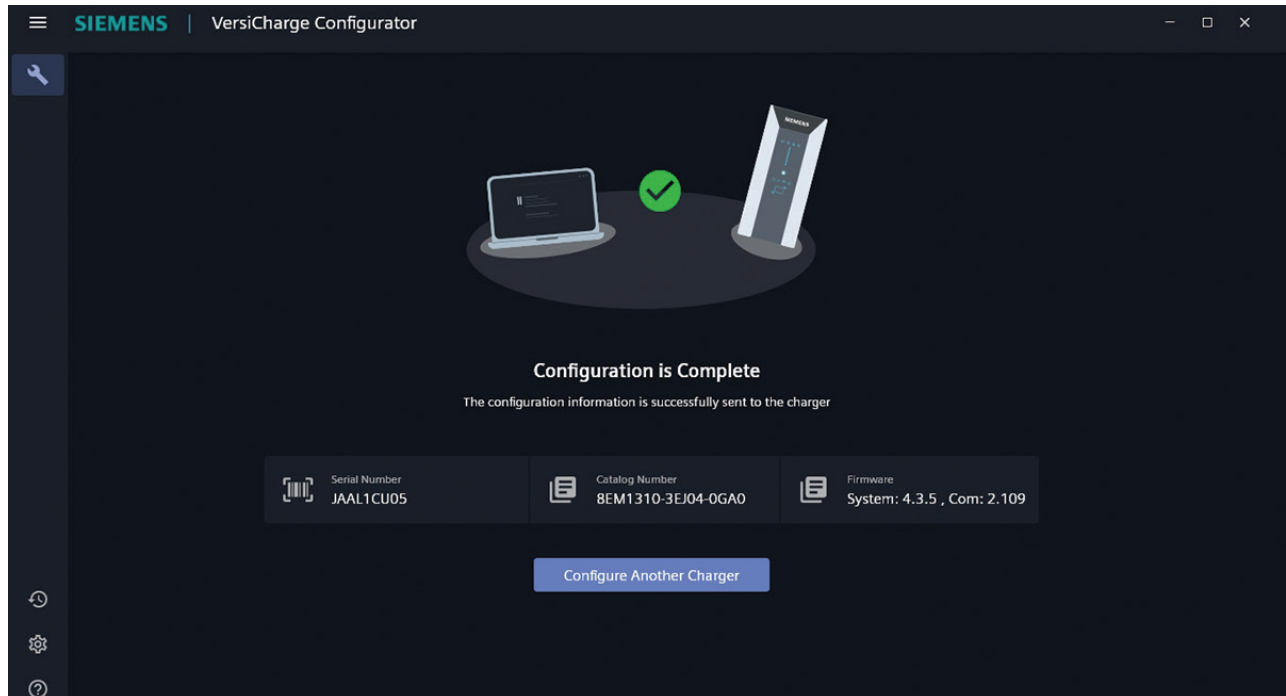 SIEMENS | VersiCharge Configurator
SIEMENS
Configuration is Complete
The configuration information is successfully sent to the charger
Serial Number
JAAL1CU05
Catalog Number
8EM1310-3EJ04-0GA0
Firmware
System: 4.3.5 , Com: 2.109
Configure Another Charger